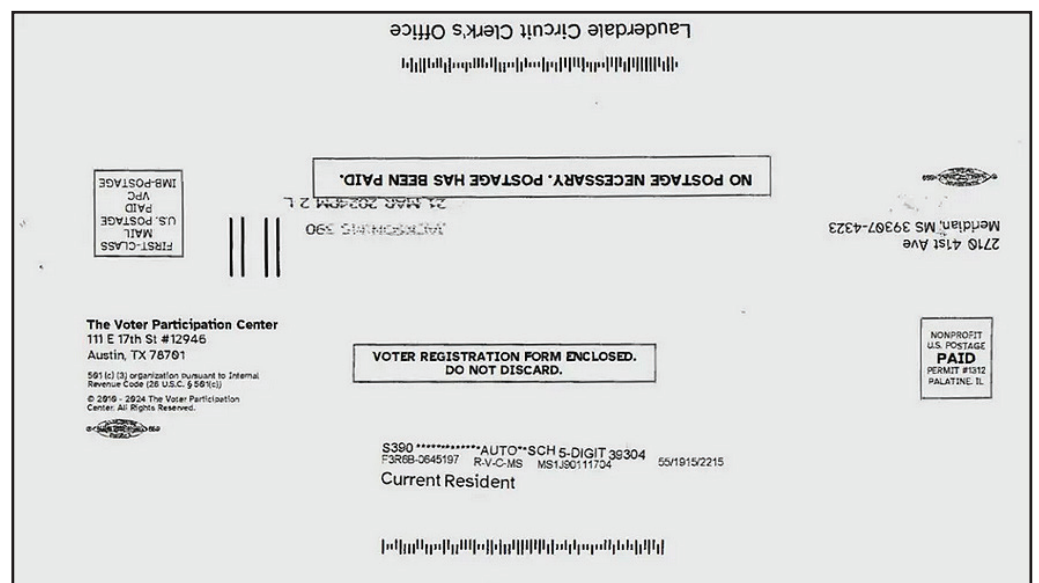 Lauderdale Circuit Clerk's Office
NO POSTAGE NECESSARY. POSTAGE HAS BEEN PAID.
2710 41st Ave
Meridian, MS 39307-4323
JACKSON MS 390
21 MAR 2024PM 2 L
FIRST-CLASS
MAIL
U.S. POSTAGE
PAID
VPC
IMB-POSTAGE
The Voter Participation Center
111 E 17th St #12946
Austin, TX 78701
501 (c) (3) organization pursuant to Internal
Revenue Code (26 U.S.C. § 501(c))
© 2010 - 2024 The Voter Participation
Center. All Rights Reserved.
VOTER REGISTRATION FORM ENCLOSED.
DO NOT DISCARD.
NONPROFIT
U.S. POSTAGE
PAID
PERMIT #1312
PALATINE, IL
S390 *************AUTO**SCH 5-DIGIT 39304
F3R6B-0645197 R-V-C-MS MS1J90111704 55/1915/2215
Current Resident